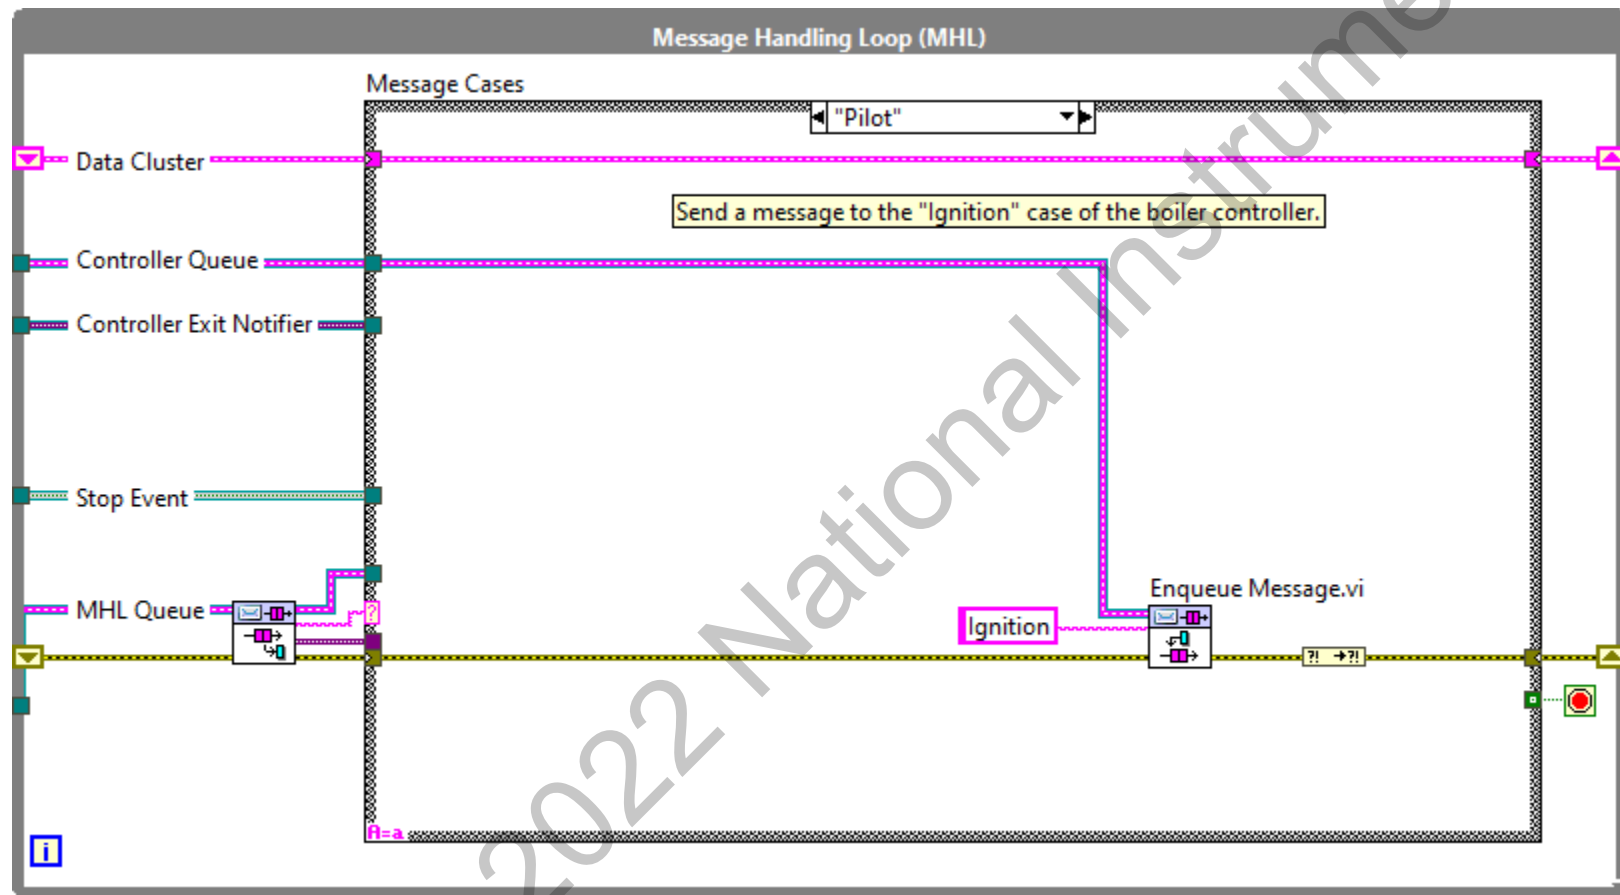 Message Handling Loop (MHL)
Message Cases
"Pilot"
Data Cluster
Send a message to the "Ignition" case of the boiler controller.
Controller Queue
Controller Exit Notifier
Stop Event
Enqueue Message.vi
MHL Queue
?
Ignition
?! ?!
A=a
i
2022 National Instrume